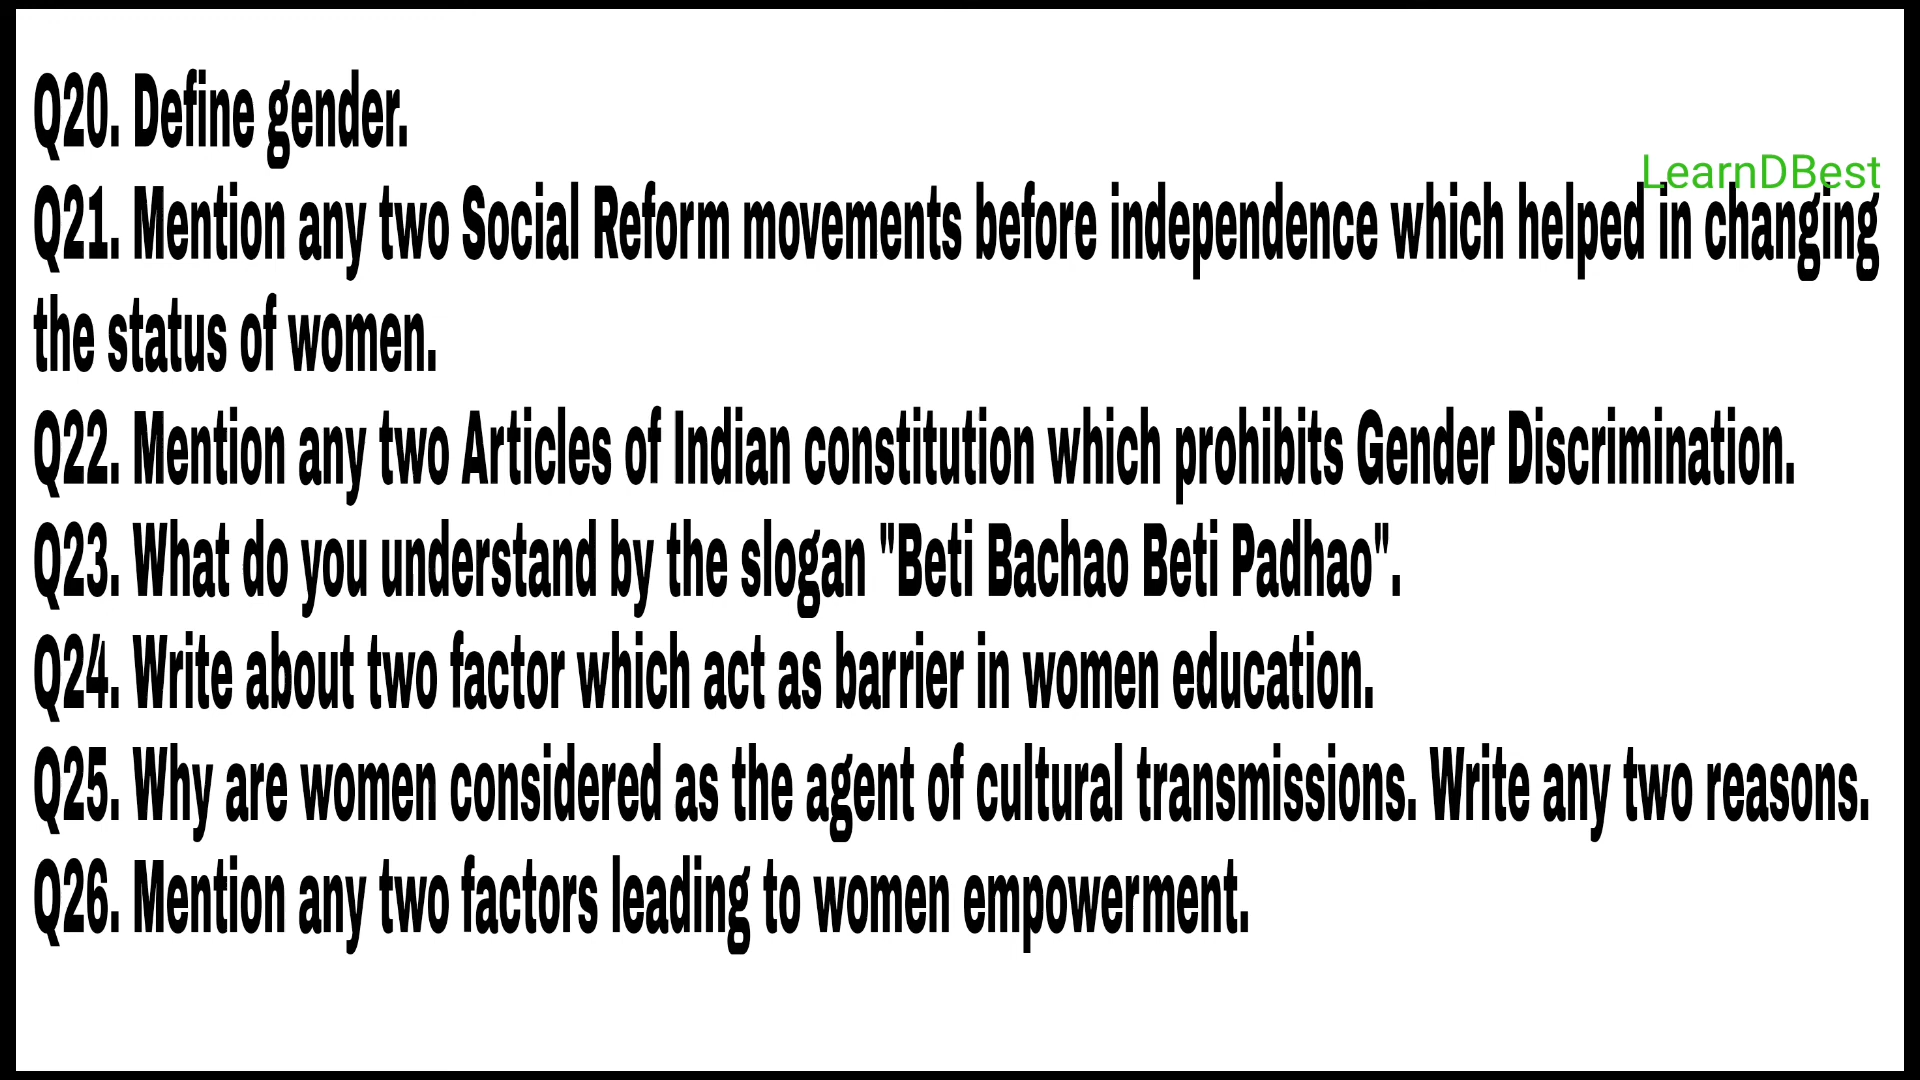 Q20. Define gender.
LearnDBest
Q21. Mention any two Social Reform movements before independence which helped in changing
the status of women.
Q22. Mention any two Articles of Indian constitution which prohibits Gender Discrimination.
Q23. What do you understand by the slogan "Beti Bachao Beti Padhao".
Q24. Write about two factor which act as barrier in women education.
Q25. Why are women considered as the agent of cultural transmissions. Write any two reasons.
Q26. Mention any two factors leading to women empowerment.